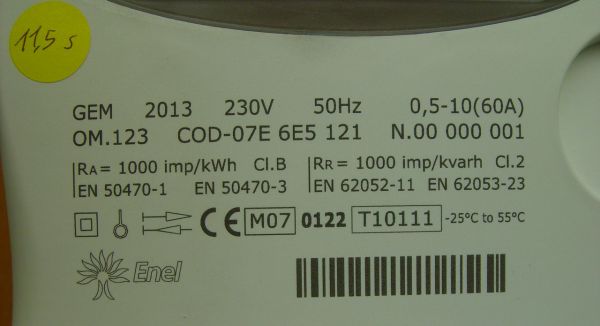 11,5 s
GEM 2013 230V 50Hz 0,5-10(60A)
OM.123 COD-07E 6E5 121 N.00 000 001
RA= 1000 imp/kWh Cl.B RR= 1000 imp/kvarh Cl.2
EN 50470-1 EN 50470-3 EN 62052-11 EN 62053-23
CE M07 0122 T10111 -25°C to 55°C
Enel